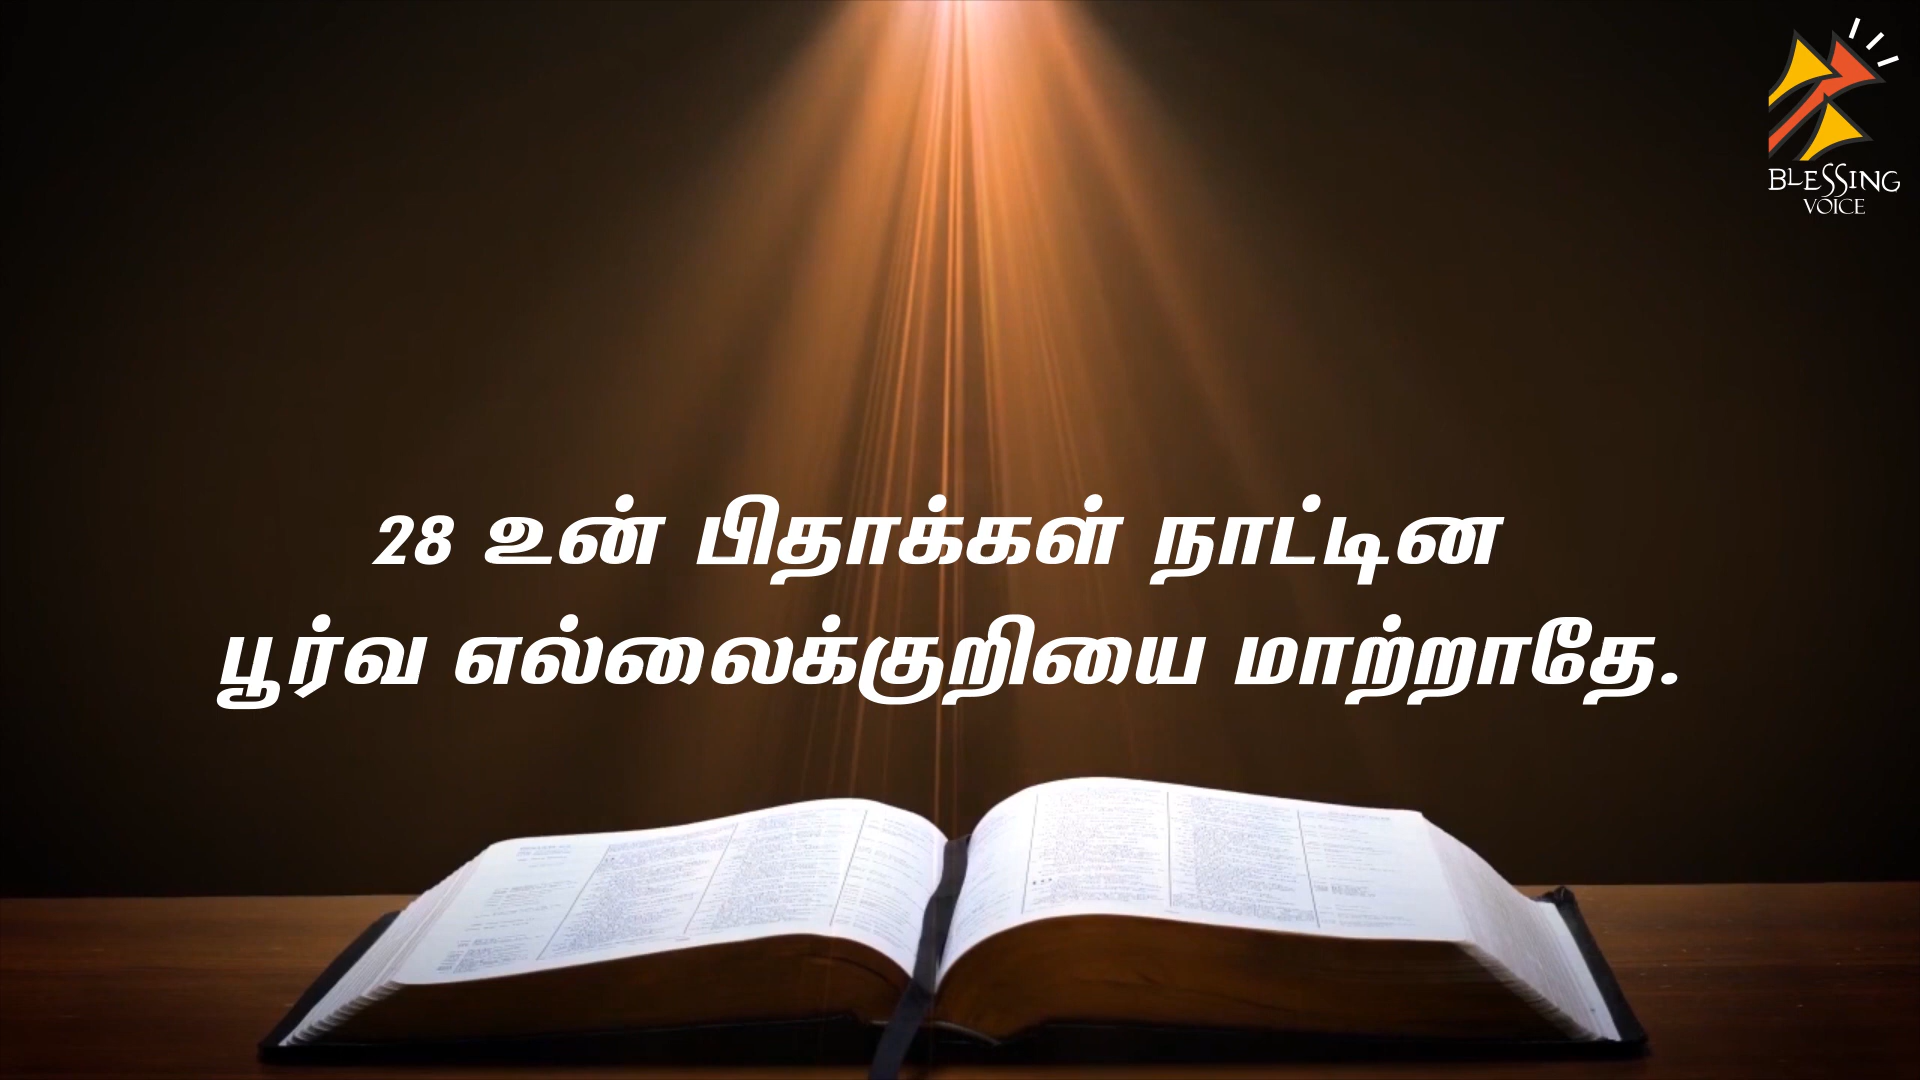 BLESSING
VOICE
28 உன் பிதாக்கள் நாட்டின
பூர்வ எல்லைக்குறியை மாற்றாதே.